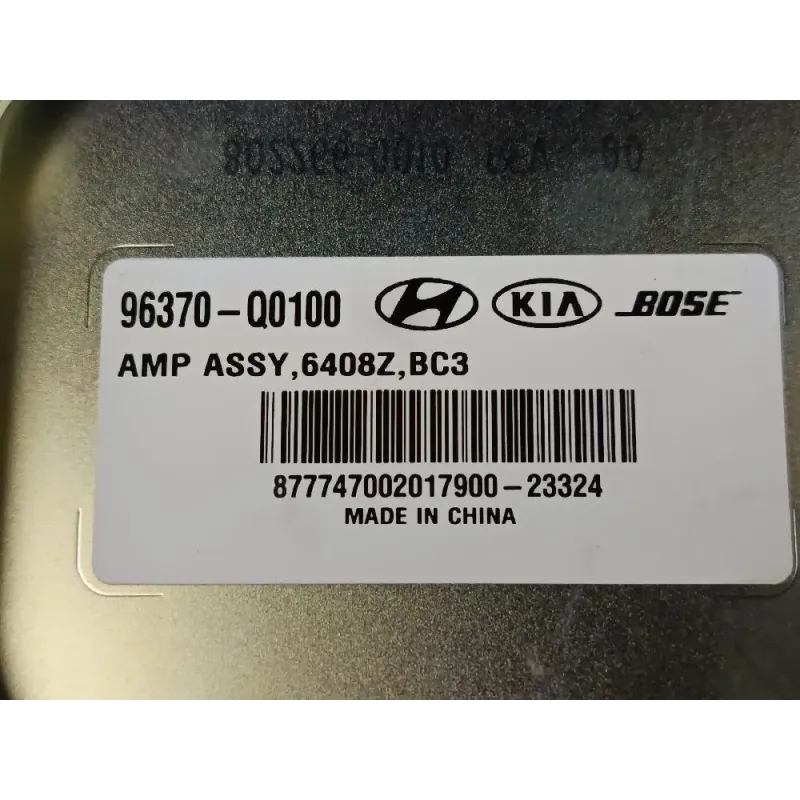 96370-Q0100 KIA BOSE
AMP ASSY,6408Z,BC3
877747002017900-23324
MADE IN CHINA